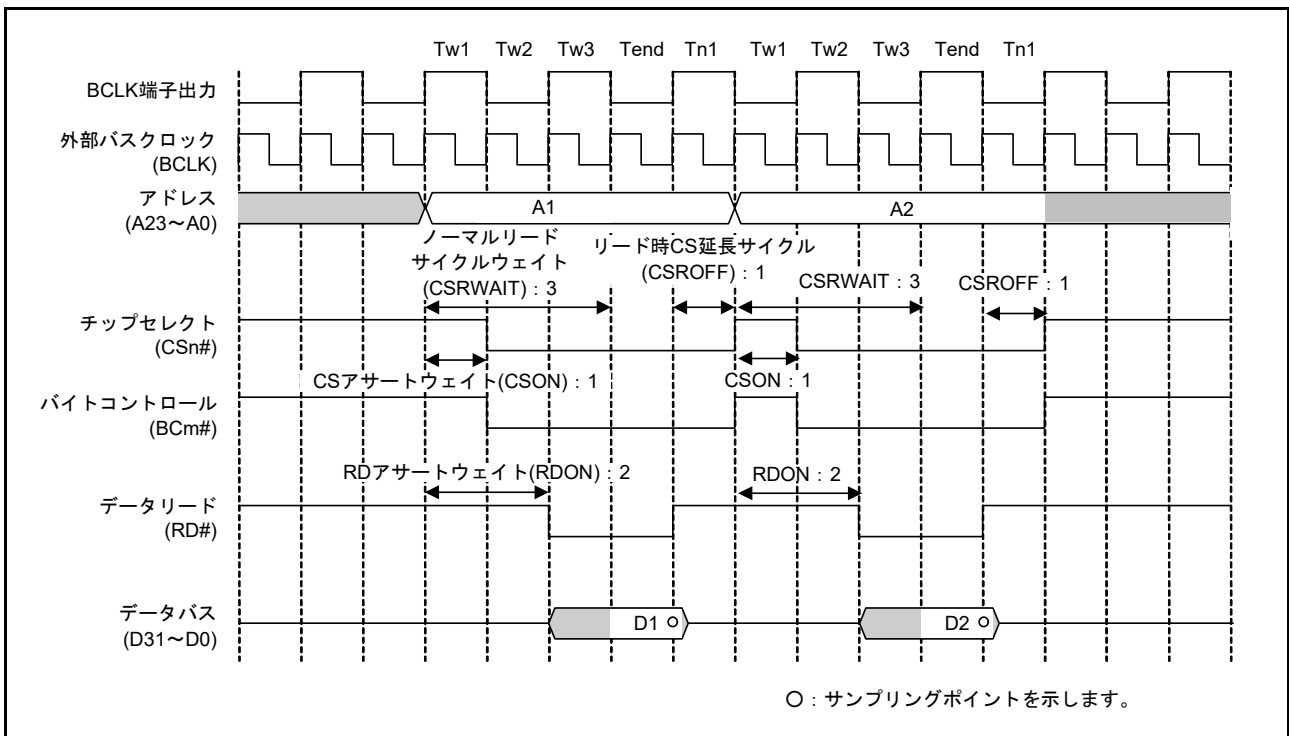 Tw1 Tw2 Tw3 Tend Tn1 Tw1 Tw2 Tw3 Tend Tn1
BCLK端子出力
外部バスクロック
(BCLK)
アドレス
(A23～A0)
A1
A2
ノーマルリード
サイクルウェイト
(CSRWAIT)：3
リード時CS延長サイクル
(CSROFF)：1
CSRWAIT：3
CSROFF：1
チップセレクト
(CSn#)
CSアサートウェイト(CSON)：1
CSON：1
バイトコントロール
(BCm#)
RDアサートウェイト(RDON)：2
RDON：2
データリード
(RD#)
データバス
(D31～D0)
D1
D2
○：サンプリングポイントを示します。